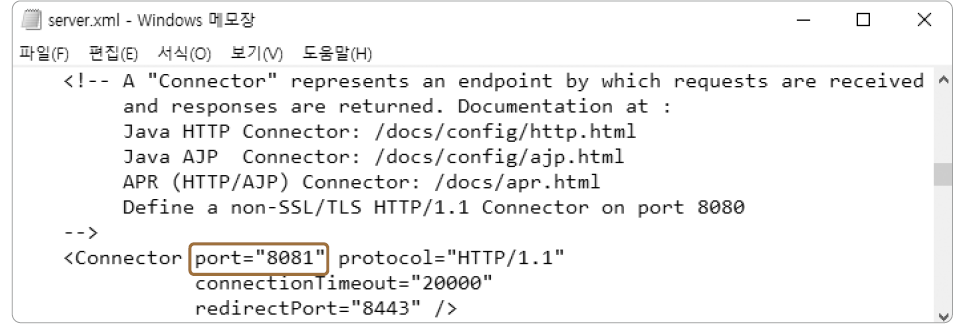 server.xml - Windows 메모장
파일(F) 편집(E) 서식(O) 보기(V) 도움말(H)
<!-- A "Connector" represents an endpoint by which requests are received
and responses are returned. Documentation at :
Java HTTP Connector: /docs/config/http.html
Java AJP  Connector: /docs/config/ajp.html
APR (HTTP/AJP) Connector: /docs/apr.html
Define a non-SSL/TLS HTTP/1.1 Connector on port 8080
-->
<Connector port="8081" protocol="HTTP/1.1"
connectionTimeout="20000"
redirectPort="8443" />